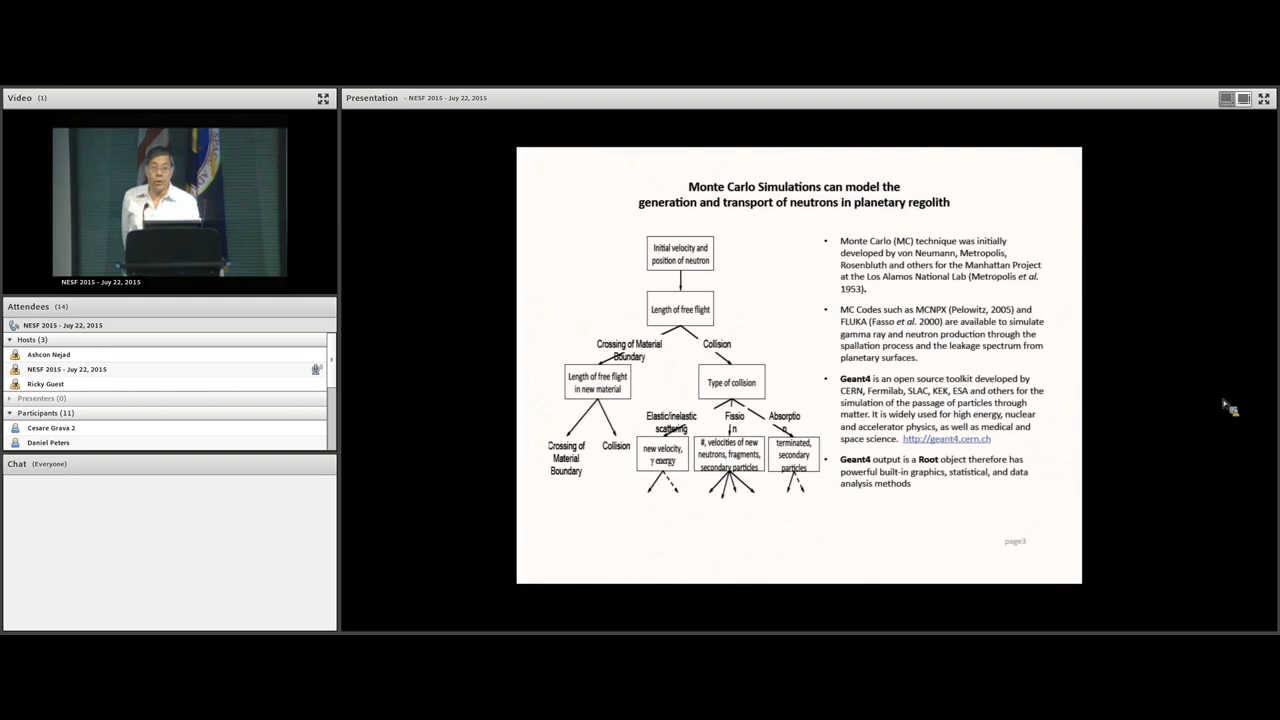 Video (1)
NESF 2015 - Juy 22, 2015
Attendees (14)
NESF 2015 - Juy 22, 2015
Hosts (3)
Ashcon Nejad
NESF 2015 - Juy 22, 2015
Ricky Guest
Presenters (0)
Participants (11)
Cesare Grava 2
Daniel Peters
Chat (Everyone)
Presentation - NESF 2015 - Juy 22, 2015
Monte Carlo Simulations can model the
generation and transport of neutrons in planetary regolith
Initial velocity and
position of neutron
Length of free flight
Crossing of Material
Boundary
Collision
Length of free flight
in new material
Type of collision
Crossing of
Material
Boundary
Collision
Elastic/inelastic
scattering
Fissio
n
Absorptio
n
new velocity,
γ energy
#, velocities of new
neutrons, fragments,
secondary particles
terminated,
secondary
particles
• Monte Carlo (MC) technique was initially
developed by von Neumann, Metropolis,
Rosenbluth and others for the Manhattan Project
at the Los Alamos National Lab (Metropolis et al.
1953).
• MC Codes such as MCNPX (Pelowitz, 2005) and
FLUKA (Fasso et al. 2000) are available to simulate
gamma ray and neutron production through the
spallation process and the leakage spectrum from
planetary surfaces.
• Geant4 is an open source toolkit developed by
CERN, Fermilab, SLAC, KEK, ESA and others for the
simulation of the passage of particles through
matter. It is widely used for high energy, nuclear
and accelerator physics, as well as medical and
space science. http://geant4.cern.ch
• Geant4 output is a Root object therefore has
powerful built-in graphics, statistical, and data
analysis methods
page3